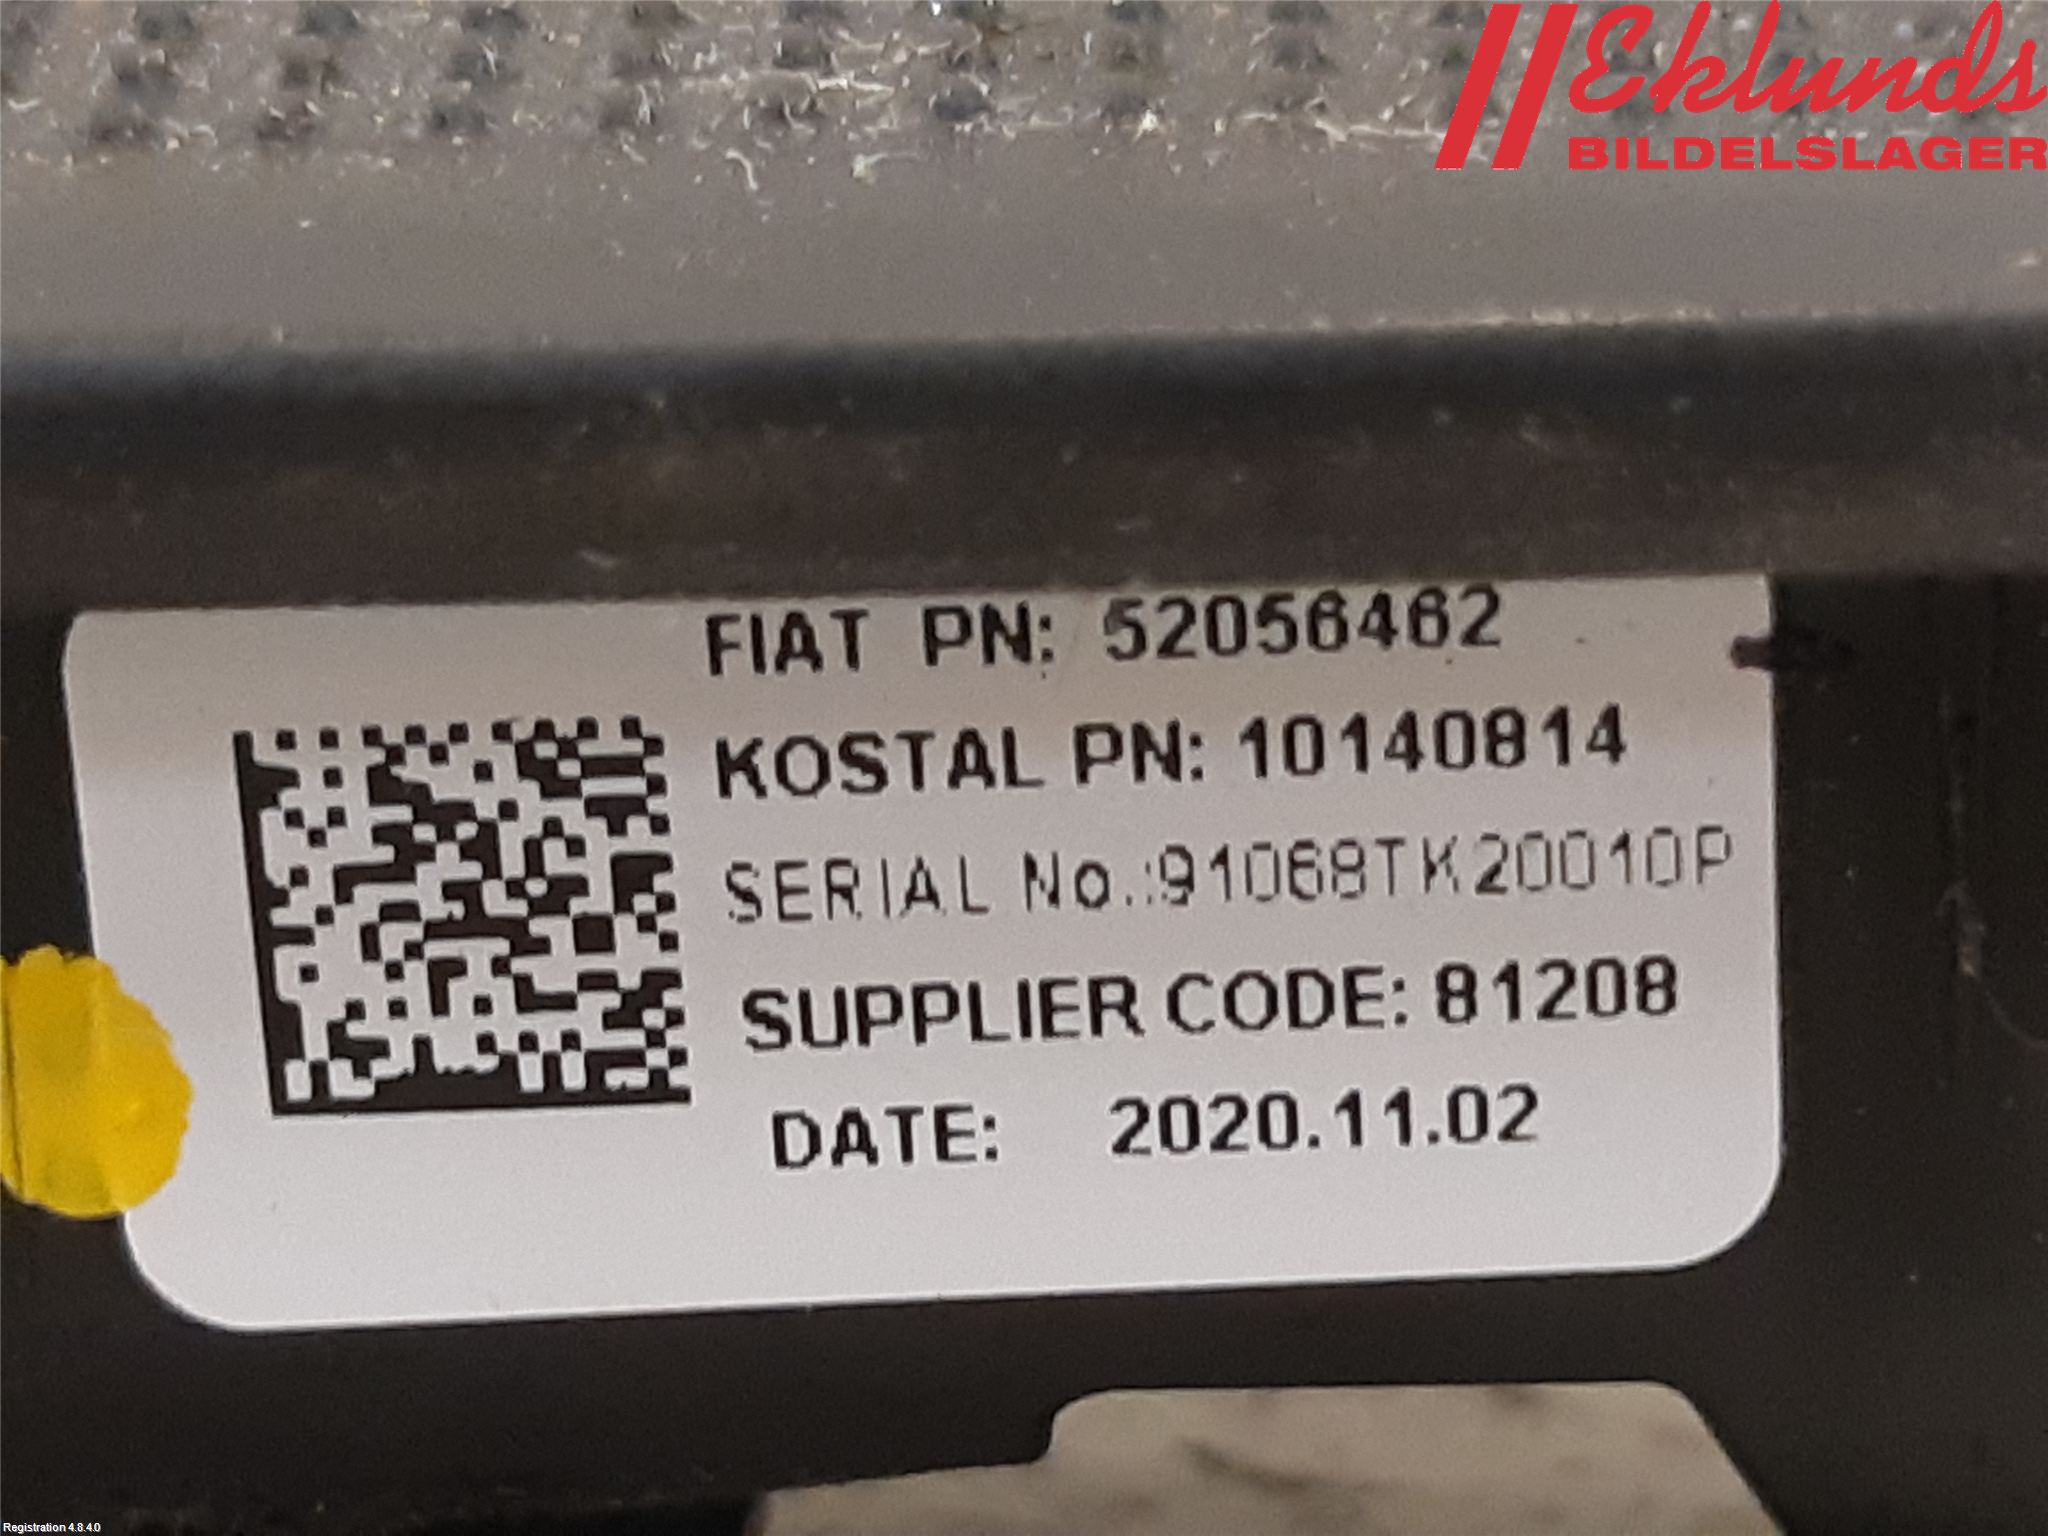 Eklunds
BILDELSLAGER
FIAT PN: 52056462
KOSTAL PN: 10140814
SERIAL No.:91068TK20010P
SUPPLIER CODE: 81208
DATE: 2020.11.02
Registration 4.8.4.0